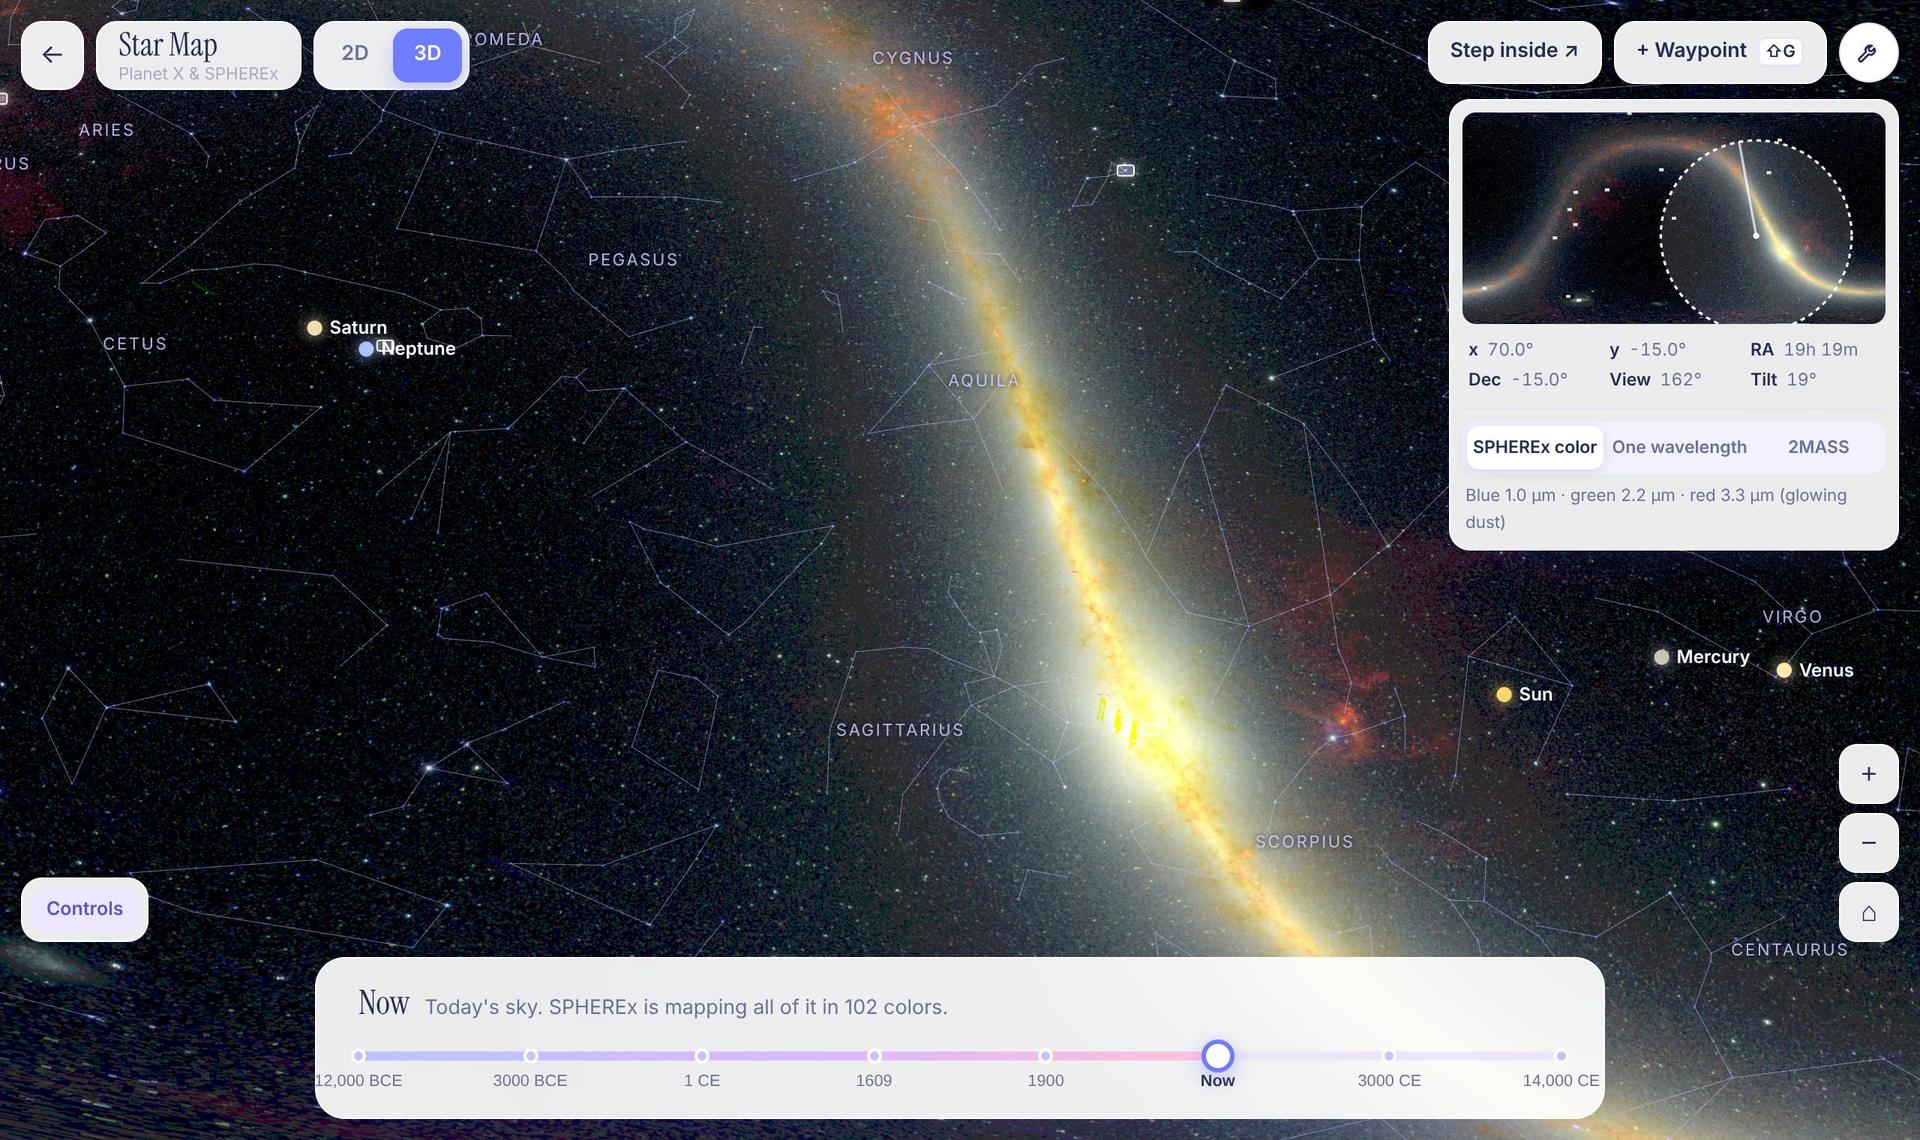 Star Map
Planet X & SPHEREx
2D
3D
OMEDA
CYGNUS
Step inside ↗
+ Waypoint ⇧G
ARIES
US
PEGASUS
Saturn
Neptune
CETUS
AQUILA
x 70.0° y -15.0° RA 19h 19m
Dec -15.0° View 162° Tilt 19°
SPHEREx color One wavelength 2MASS
Blue 1.0 µm · green 2.2 µm · red 3.3 µm (glowing
dust)
VIRGO
Mercury
Venus
Sun
SAGITTARIUS
SCORPIUS
+
−
Controls
CENTAURUS
Now Today's sky. SPHEREx is mapping all of it in 102 colors.
12,000 BCE 3000 BCE 1 CE 1609 1900 Now 3000 CE 14,000 CE